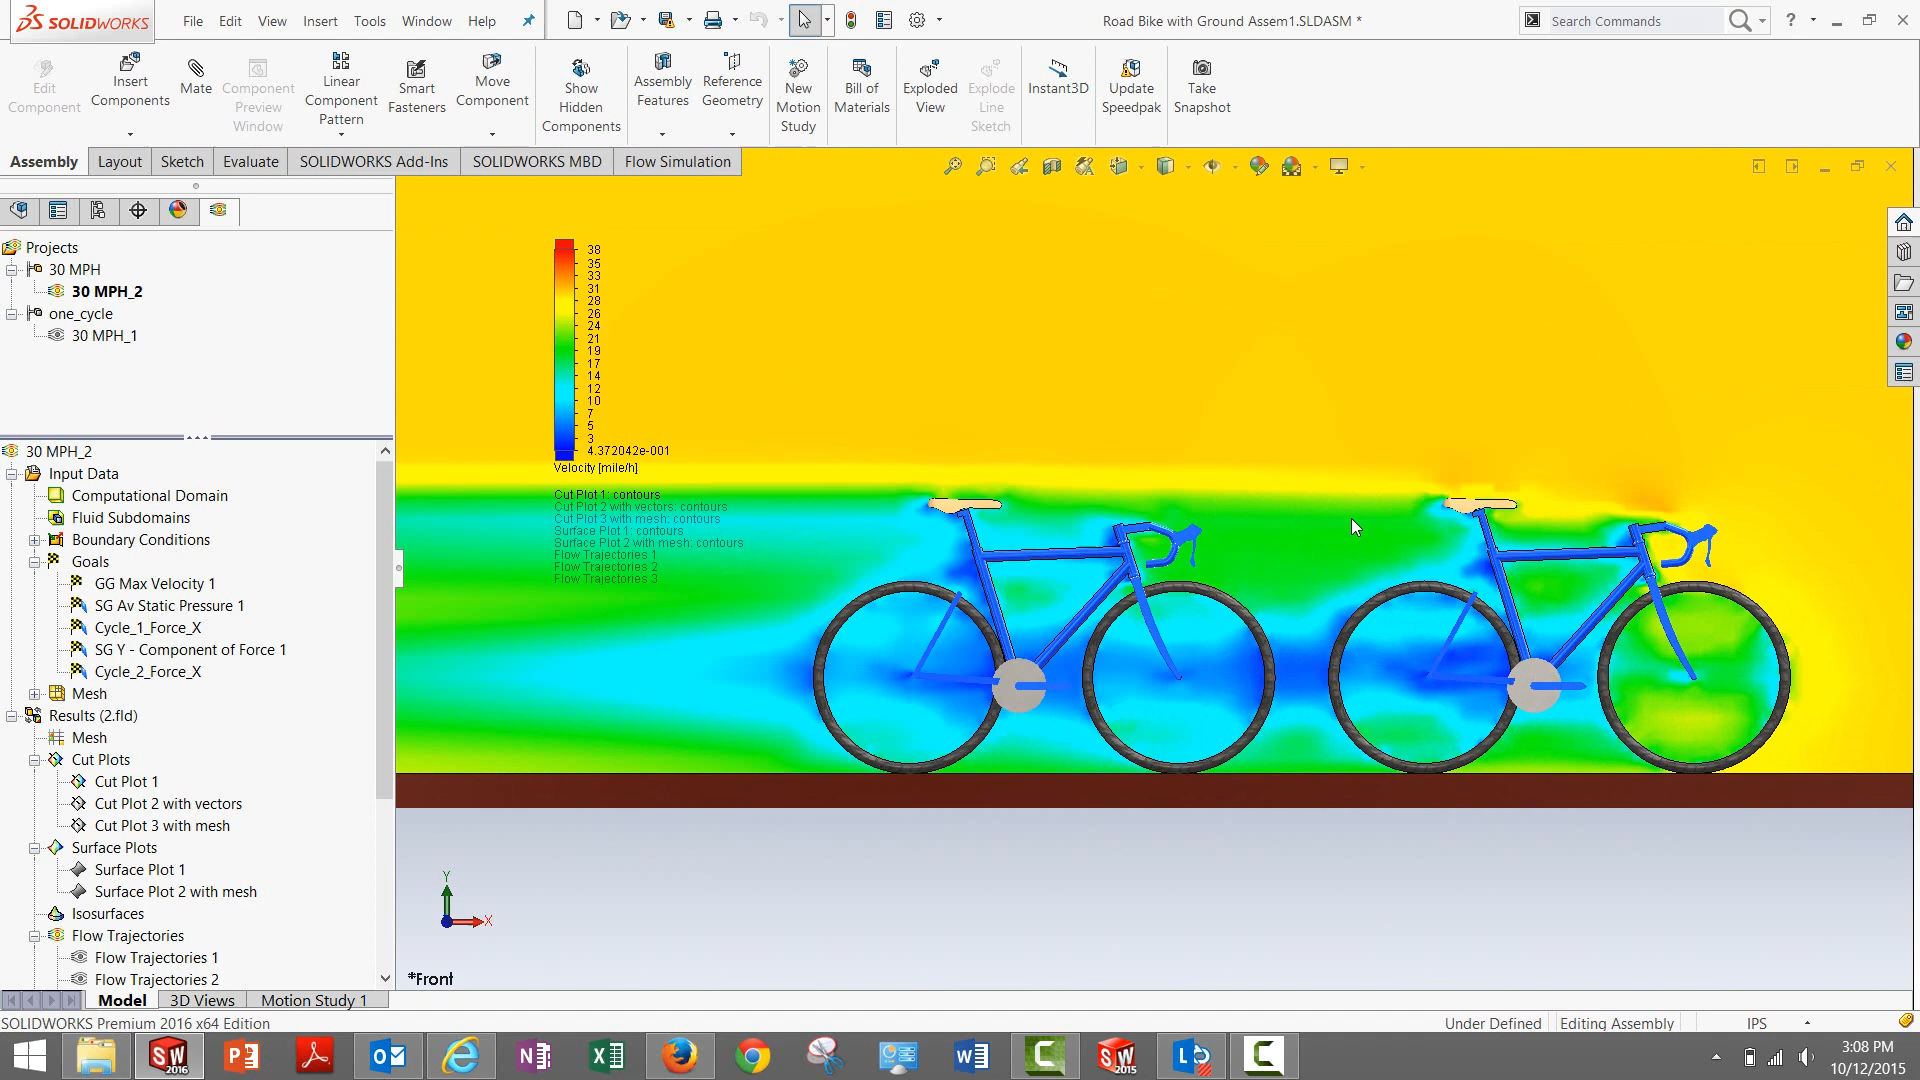 SOLIDWORKS
File Edit View Insert Tools Window Help
Road Bike with Ground Assem1.SLDASM *
Search Commands
?
Edit Component
Insert Components
Mate
Component Preview Window
Linear Component Pattern
Smart Fasteners
Move Component
Show Hidden Components
Assembly Features
Reference Geometry
New Motion Study
Bill of Materials
Exploded View
Explode Line Sketch
Instant3D
Update Speedpak
Take Snapshot
Assembly Layout Sketch Evaluate SOLIDWORKS Add-Ins SOLIDWORKS MBD Flow Simulation
Projects
30 MPH
30 MPH_2
one_cycle
30 MPH_1
30 MPH_2
Input Data
Computational Domain
Fluid Subdomains
Boundary Conditions
Goals
GG Max Velocity 1
SG Av Static Pressure 1
Cycle_1_Force_X
SG Y - Component of Force 1
Cycle_2_Force_X
Mesh
Results (2.fld)
Mesh
Cut Plots
Cut Plot 1
Cut Plot 2 with vectors
Cut Plot 3 with mesh
Surface Plots
Surface Plot 1
Surface Plot 2 with mesh
Isosurfaces
Flow Trajectories
Flow Trajectories 1
Flow Trajectories 2
38
35
33
31
28
26
24
21
19
17
14
12
10
7
5
3
4.372042e-001
Velocity [mile/h]
Cut Plot 1: contours
Cut Plot 2 with vectors: contours
Cut Plot 3 with mesh: contours
Surface Plot 1: contours
Surface Plot 2 with mesh: contours
Flow Trajectories 1
Flow Trajectories 2
Flow Trajectories 3
Y
X
*Front
Model 3D Views Motion Study 1
SOLIDWORKS Premium 2016 x64 Edition
Under Defined Editing Assembly IPS
SW 2016
SW 2015
3:08 PM
10/12/2015